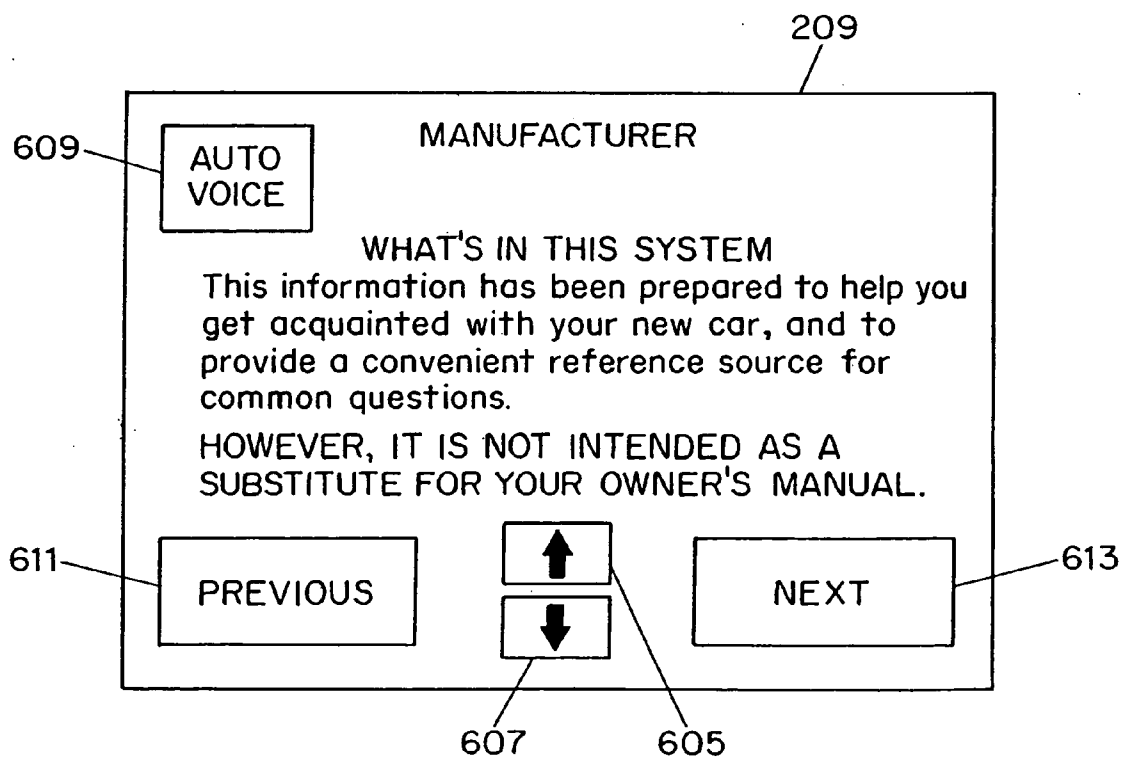 209
MANUFACTURER
609
AUTO
VOICE
WHAT'S IN THIS SYSTEM
This information has been prepared to help you
get acquainted with your new car, and to
provide a convenient reference source for
common questions.
HOWEVER, IT IS NOT INTENDED AS A
SUBSTITUTE FOR YOUR OWNER'S MANUAL.
611
PREVIOUS
NEXT
613
607
605